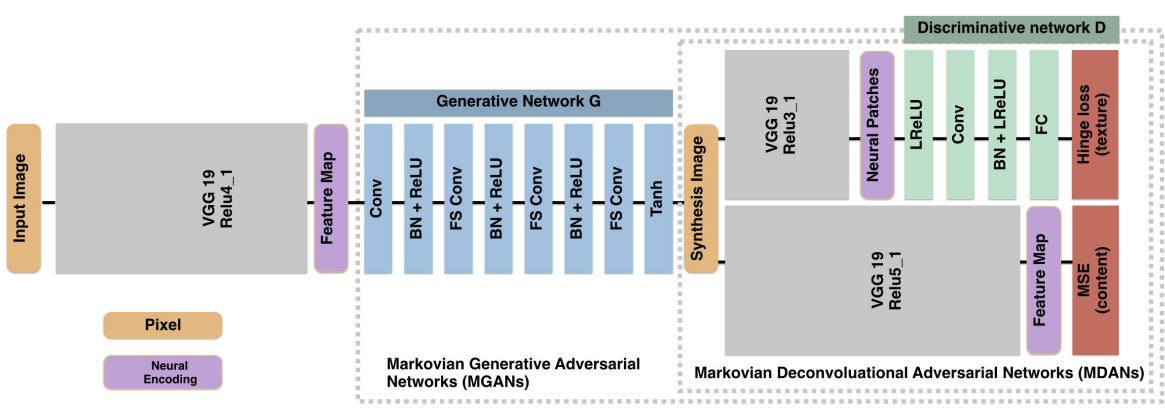 Discriminative network D
Generative Network G
Input Image
VGG 19
Relu4_1
Feature Map
Conv
BN + ReLU
FS Conv
BN + ReLU
FS Conv
BN + ReLU
FS Conv
Tanh
Synthesis Image
VGG 19
Relu3_1
Neural Patches
LReLU
Conv
BN + LReLU
FC
Hinge loss
(texture)
VGG 19
Relu5_1
Feature Map
MSE
(content)
Pixel
Neural
Encoding
Markovian Generative Adversarial
Networks (MGANs)
Markovian Deconvoluational Adversarial Networks (MDANs)